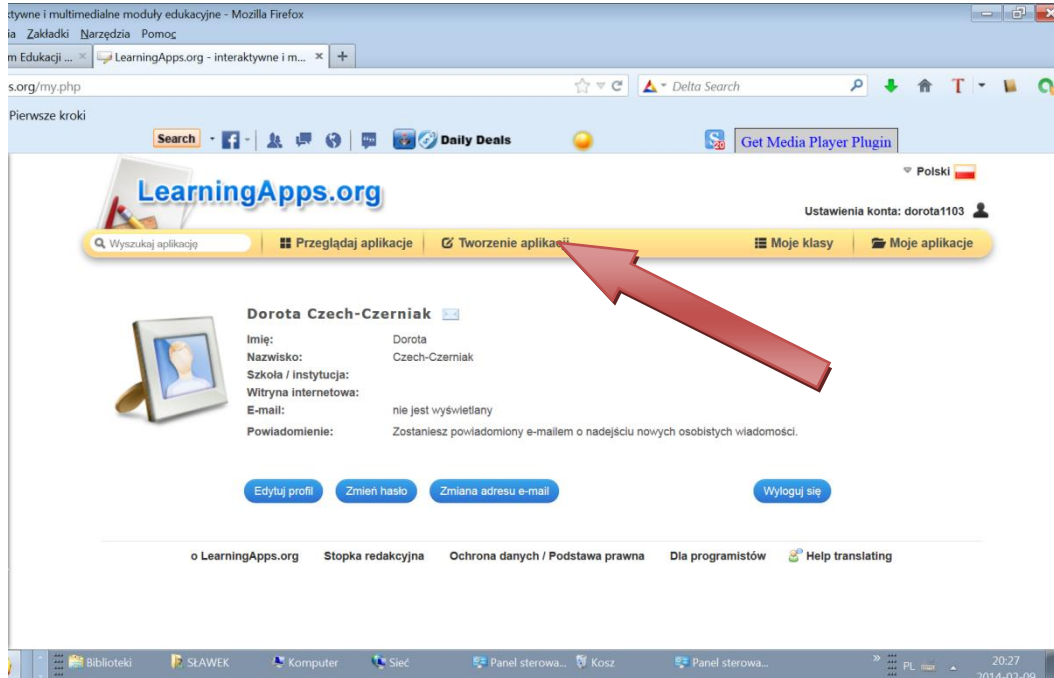 ktywne i multimedialne moduły edukacyjne - Mozilla Firefox
ia Zakładki Narzędzia Pomoc
m Edukacji ... × LearningApps.org - interaktywne i m... × +
s.org/my.php Delta Search T
Pierwsze kroki
Search Daily Deals 20 Get Media Player Plugin
Polski
LearningApps.org
Ustawienia konta: dorota1103
Wyszukaj aplikację Przeglądaj aplikacje Tworzenie aplikacji Moje klasy Moje aplikacje
Dorota Czech-Czerniak
Imię: Dorota
Nazwisko: Czech-Czerniak
Szkoła / instytucja:
Witryna internetowa:
E-mail: nie jest wyświetlany
Powiadomienie: Zostaniesz powiadomiony e-mailem o nadejściu nowych osobistych wiadomości.
Edytuj profil Zmień hasło Zmiana adresu e-mail Wyloguj się
o LearningApps.org Stopka redakcyjna Ochrona danych / Podstawa prawna Dla programistów Help translating
Biblioteki SŁAWEK Komputer Sieć Panel sterowa... Kosz Panel sterowa... » PL 20:27
2014-02-09